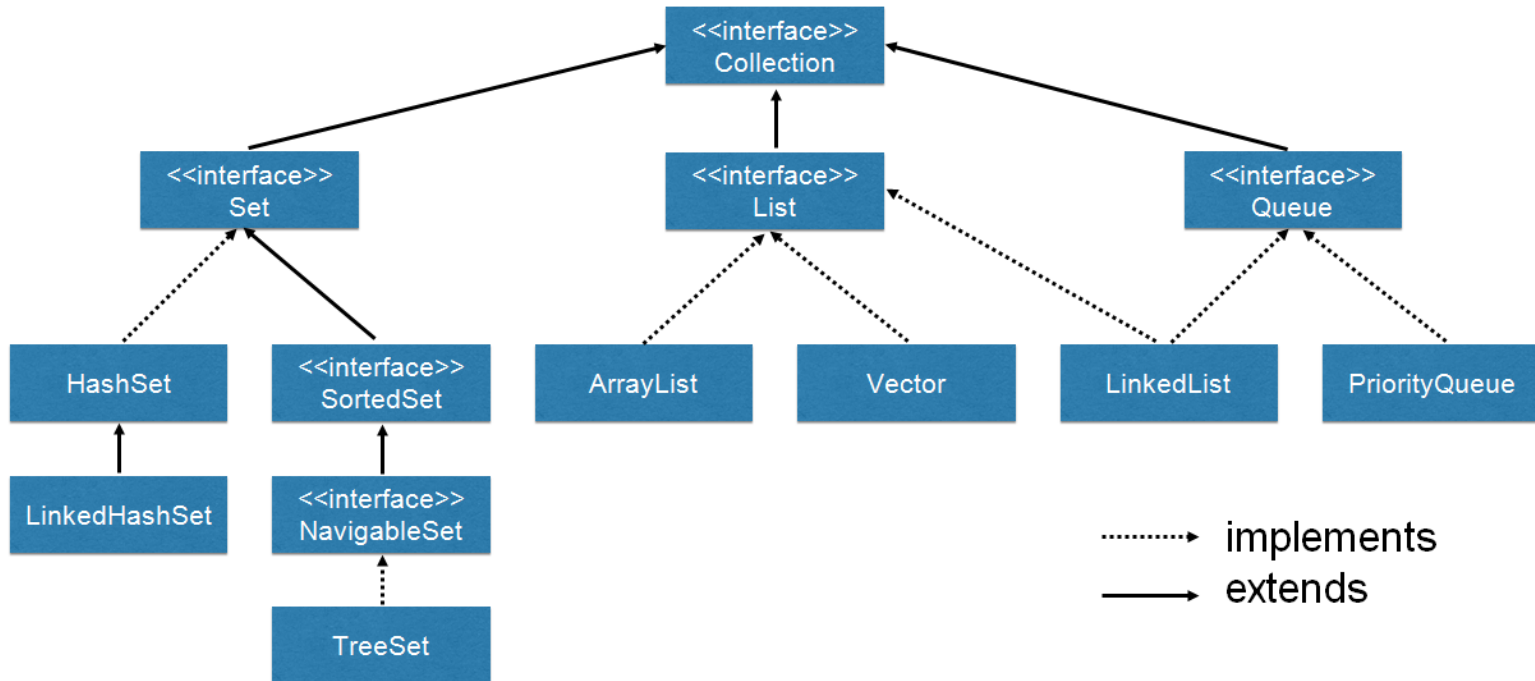 <<interface>>
Collection
<<interface>>
Set
<<interface>>
List
<<interface>>
Queue
HashSet
<<interface>>
SortedSet
ArrayList
Vector
LinkedList
PriorityQueue
LinkedHashSet
<<interface>>
NavigableSet
TreeSet
implements
extends